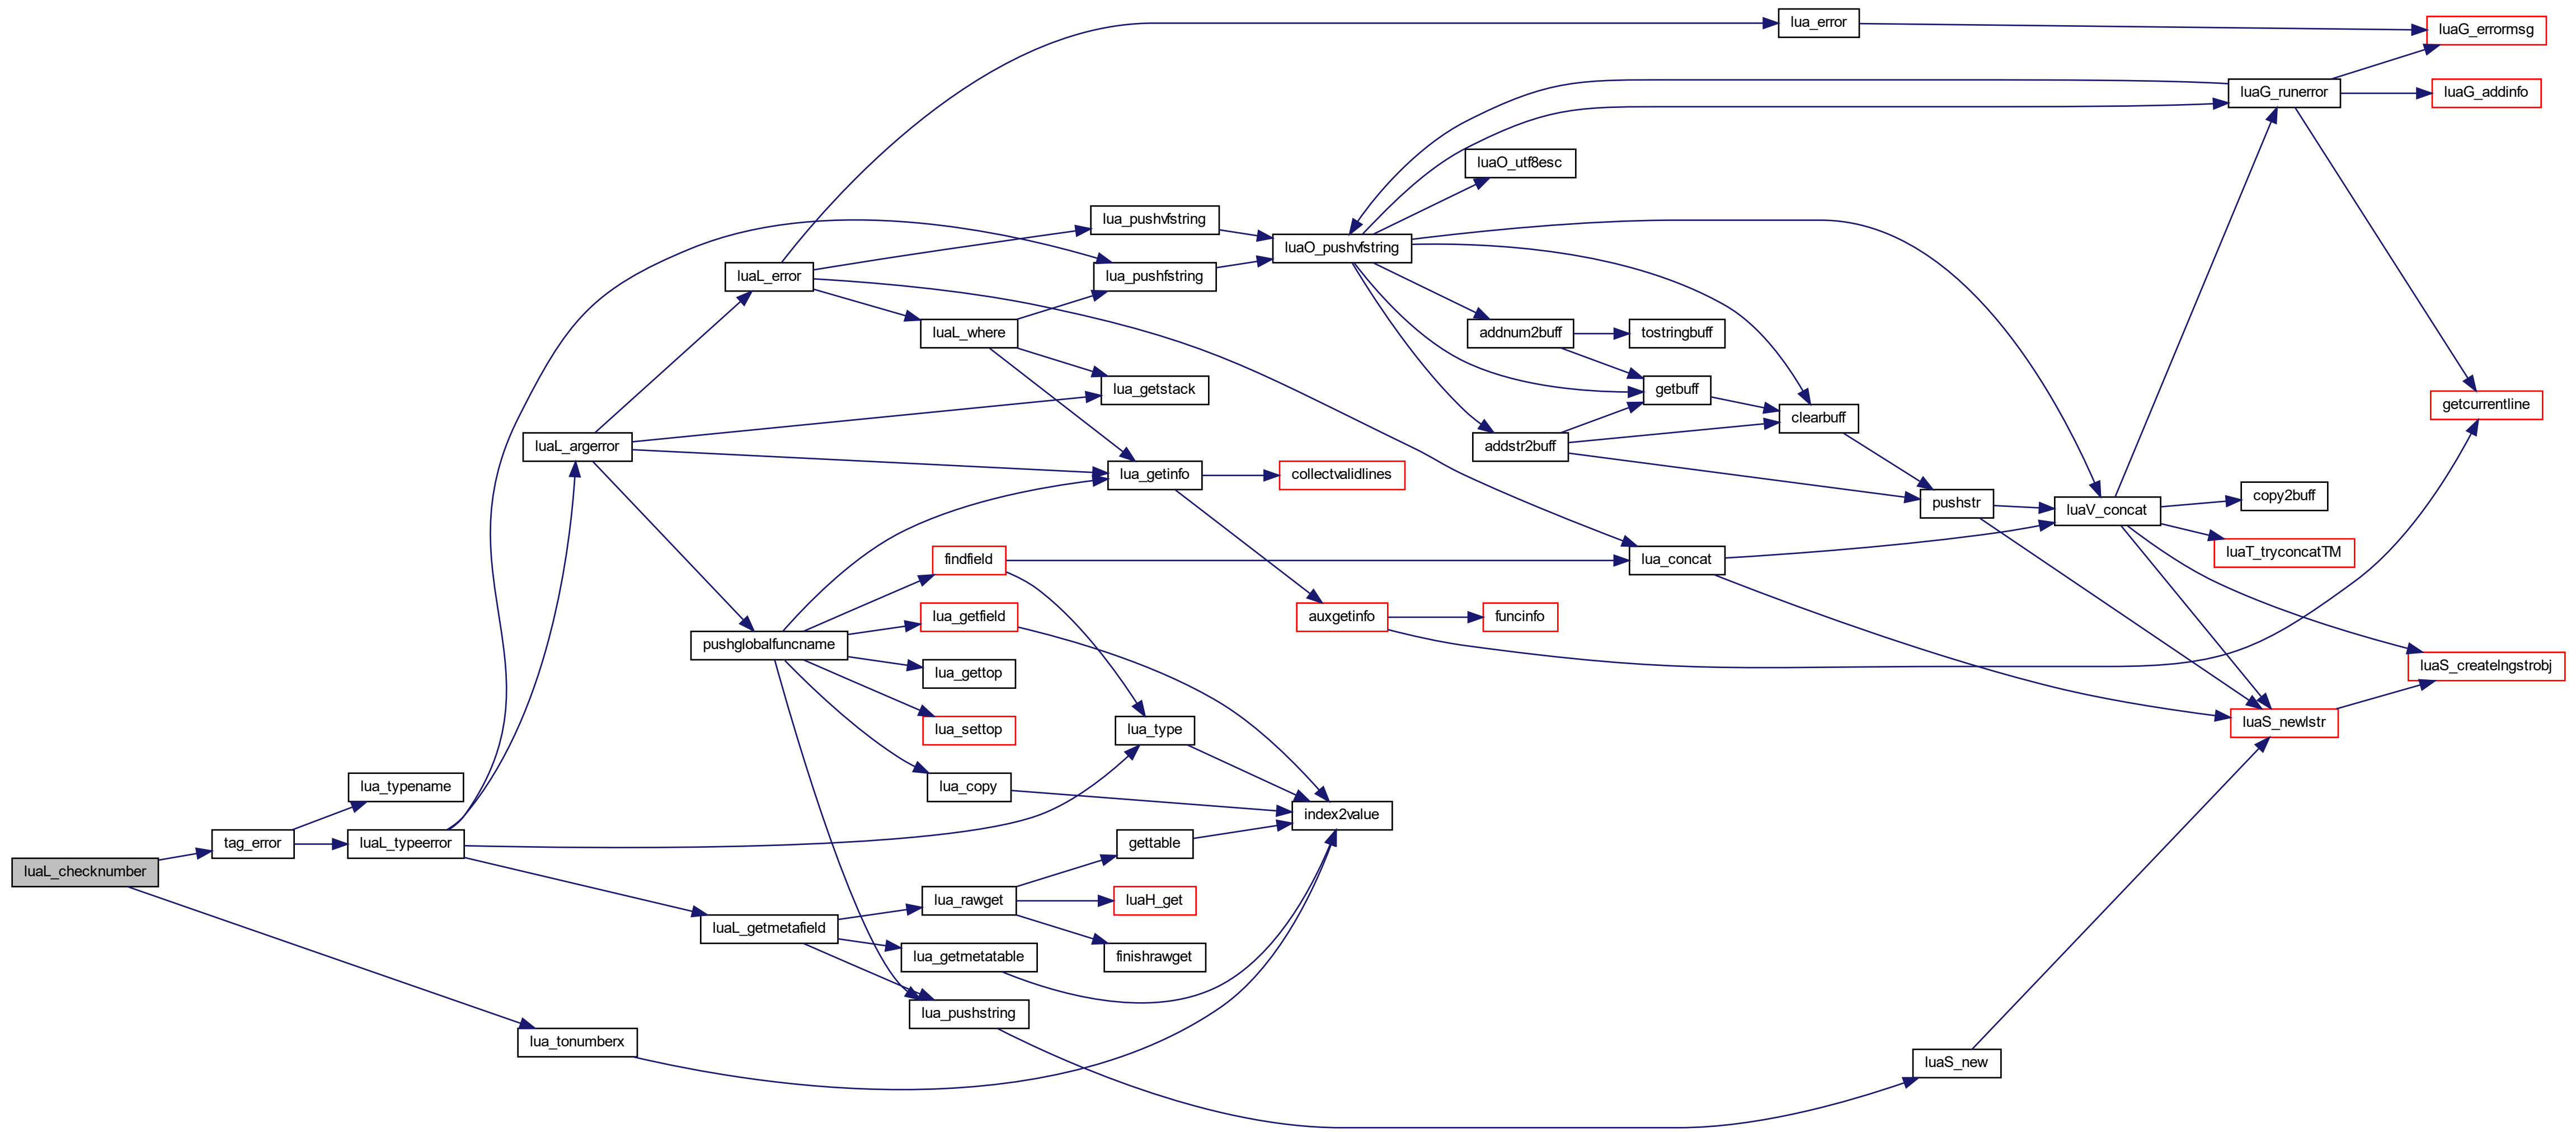 lua_error
luaG_errormsg
luaG_runerror
luaG_addinfo
luaO_utf8esc
lua_pushvfstring
luaO_pushvfstring
luaL_error
lua_pushfstring
luaL_where
addnum2buff
tostringbuff
lua_getstack
getbuff
getcurrentline
clearbuff
luaL_argerror
addstr2buff
lua_getinfo
collectvalidlines
copy2buff
pushstr
luaV_concat
luaT_tryconcatTM
findfield
lua_concat
lua_getfield
auxgetinfo
funcinfo
pushglobalfuncname
lua_gettop
luaS_createlngstrobj
lua_settop
lua_type
luaS_newlstr
lua_typename
lua_copy
index2value
tag_error
luaL_typeerror
gettable
luaL_checknumber
lua_rawget
luaH_get
luaL_getmetafield
lua_getmetatable
finishrawget
lua_pushstring
lua_tonumberx
luaS_new